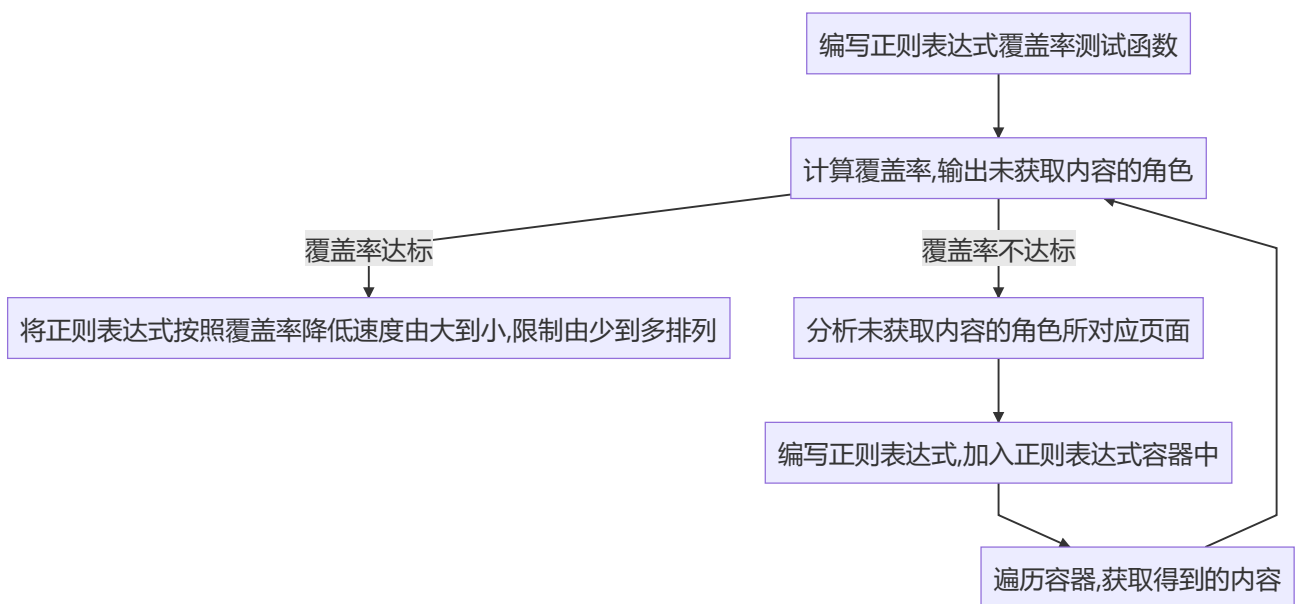 编写正则表达式覆盖率测试函数
计算覆盖率,输出未获取内容的角色
覆盖率达标
覆盖率不达标
将正则表达式按照覆盖率降低速度由大到小,限制由少到多排列
分析未获取内容的角色所对应页面
编写正则表达式,加入正则表达式容器中
遍历容器,获取得到的内容